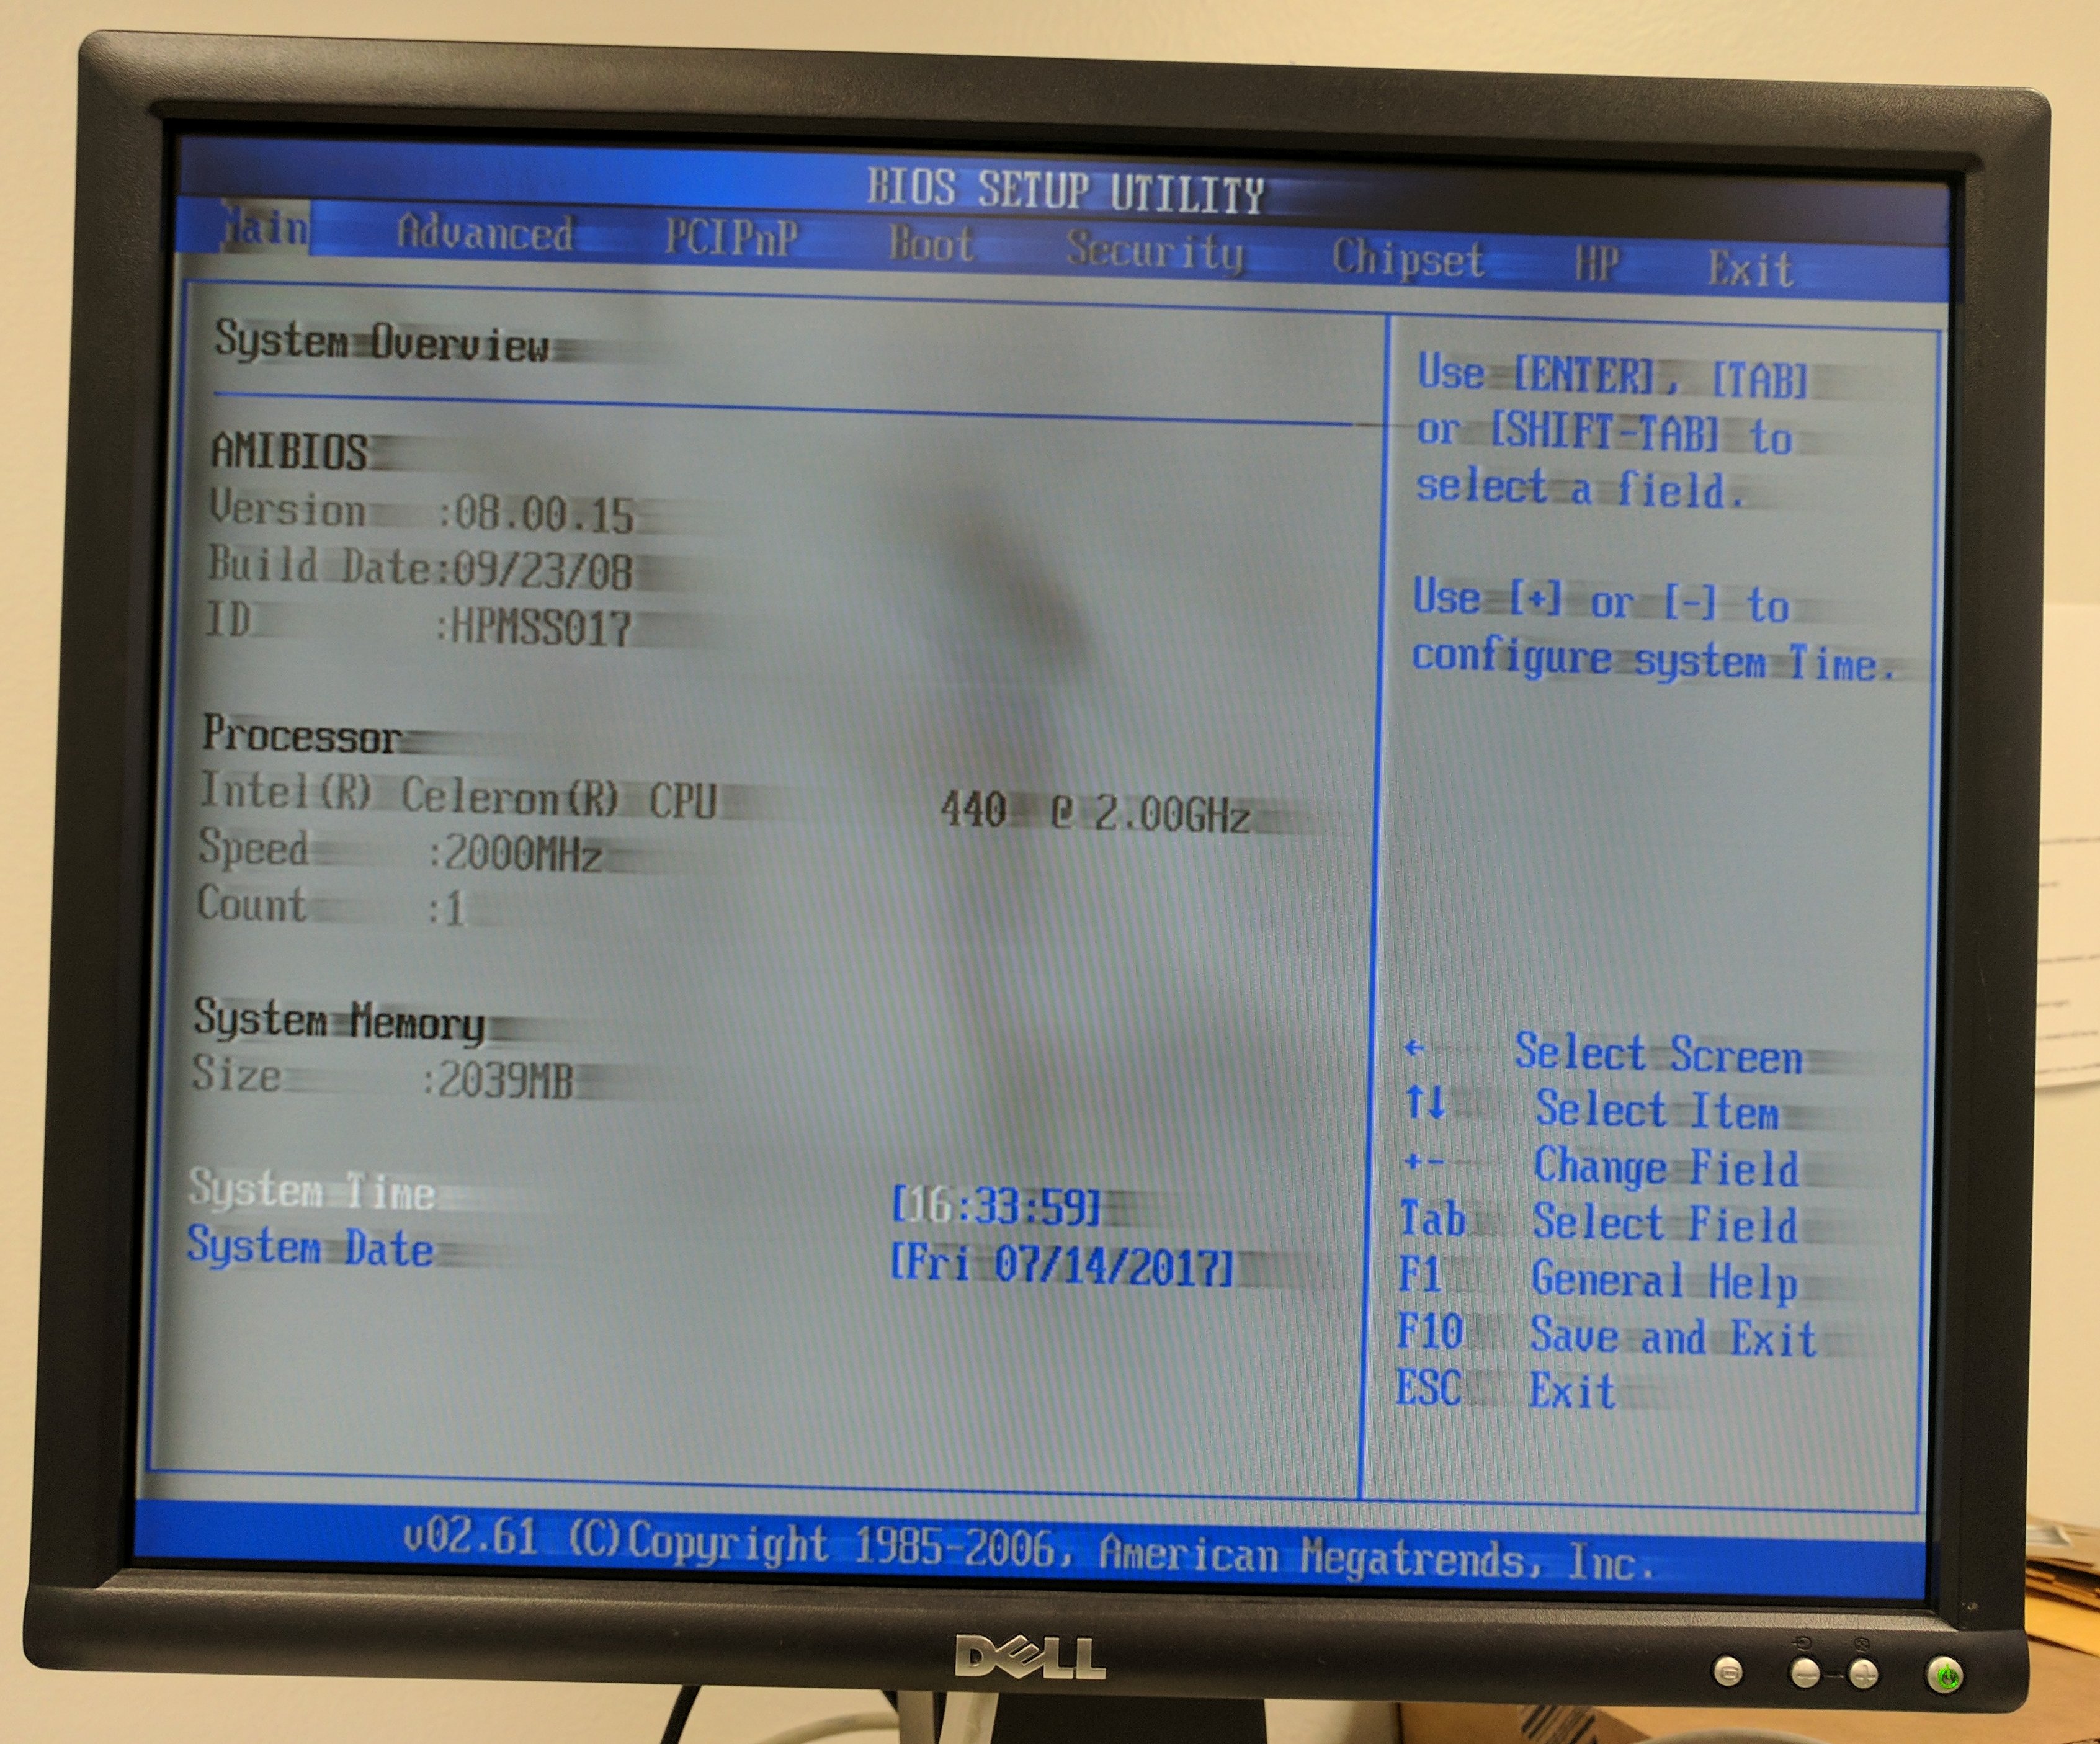 BIOS SETUP UTILITY
Main Advanced PCIPnP Boot Security Chipset HP Exit
System Overview
AMIBIOS
Version :08.00.15
Build Date:09/23/08
ID :HPMSS017
Processor
Intel(R) Celeron(R) CPU 440 @ 2.00GHz
Speed :2000MHz
Count :1
System Memory
Size :2039MB
System Time [16:33:59]
System Date [Fri 07/14/2017]
Use [ENTER], [TAB]
or [SHIFT-TAB] to
select a field.
Use [+] or [-] to
configure system Time.
← Select Screen
↑↓ Select Item
+- Change Field
Tab Select Field
F1 General Help
F10 Save and Exit
ESC Exit
v02.61 (C)Copyright 1985-2006, American Megatrends, Inc.
DELL